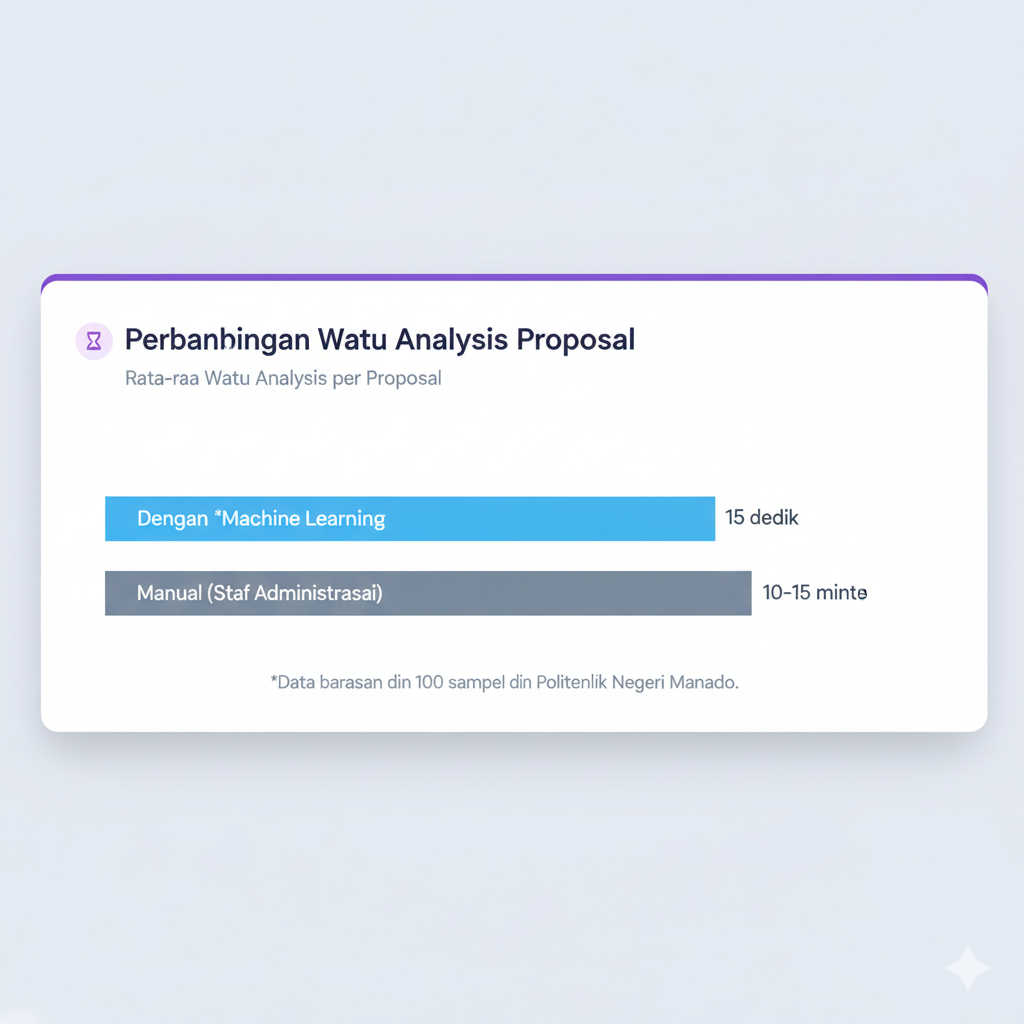 Perbanbingan Watu Analysis Proposal
Rata-raa Watu Analysis per Proposal
Dengan *Machine Learning
15 dedik
Manual (Staf Administrasai)
10-15 minte
*Data barasan din 100 sampel din Politenlik Negeri Manado.